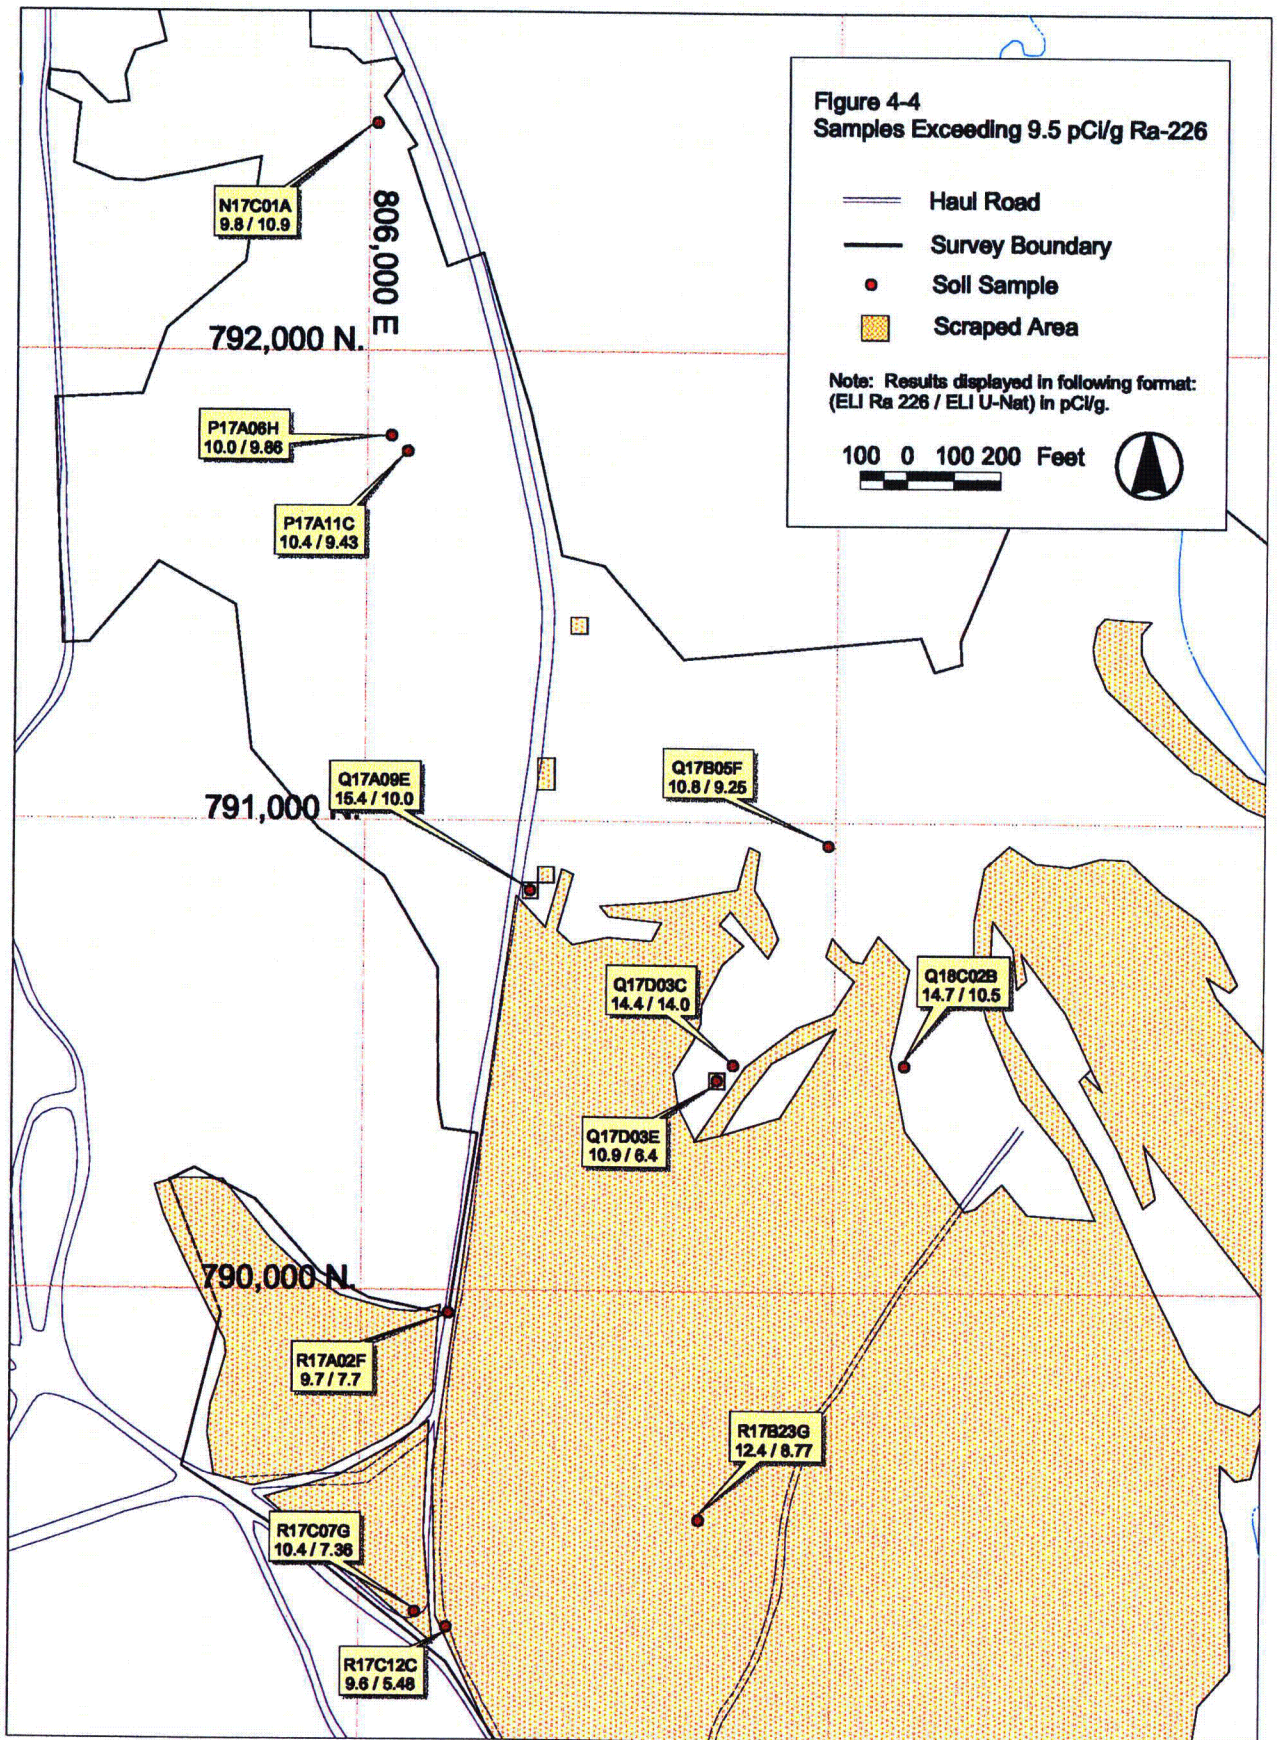 Figure 4-4
Samples Exceeding 9.5 pCi/g Ra-226
Haul Road
Survey Boundary
Soil Sample
Scraped Area
Note: Results displayed in following format:
(ELI Ra 226 / ELI U-Nat) in pCi/g.
100 0 100 200 Feet
N17C01A
9.8 / 10.9
806,000 E
792,000 N.
P17A06H
10.0 / 9.86
P17A11C
10.4 / 9.43
Q17A09E
15.4 / 10.0
Q17B05F
10.8 / 9.25
791,000 N.
Q17D03C
14.4 / 14.0
Q18C02B
14.7 / 10.5
Q17D03E
10.9 / 6.4
790,000 N.
R17A02F
9.7 / 7.7
R17B23G
12.4 / 8.77
R17C07G
10.4 / 7.36
R17C12C
9.6 / 5.48